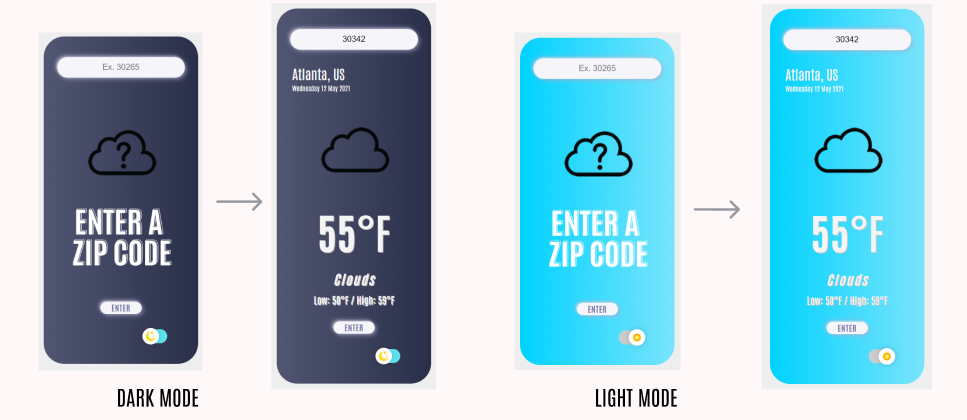 Ex. 30265
ENTER A
ZIP CODE
ENTER
30342
Atlanta, US
Wednesday 12 May 2021
55°F
Clouds
Low: 50°F / High: 59°F
ENTER
DARK MODE
Ex. 30265
ENTER A
ZIP CODE
ENTER
30342
Atlanta, US
Wednesday 12 May 2021
55°F
Clouds
Low: 50°F / High: 59°F
ENTER
LIGHT MODE